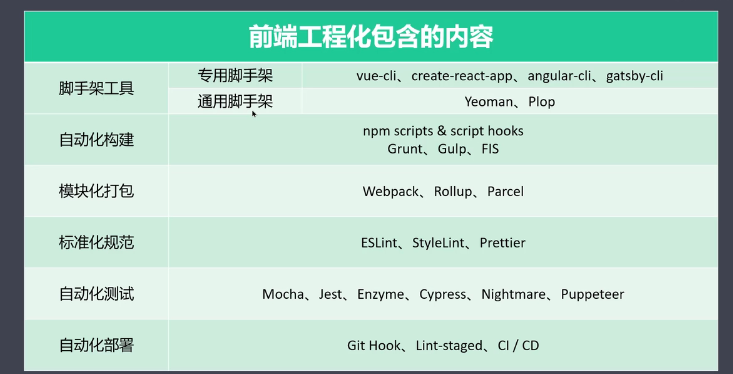 前端工程化包含的内容
脚手架工具
专用脚手架
vue-cli、create-react-app、angular-cli、gatsby-cli
通用脚手架
Yeoman、Plop
自动化构建
npm scripts & script hooks
Grunt、Gulp、FIS
模块化打包
Webpack、Rollup、Parcel
标准化规范
ESLint、StyleLint、Prettier
自动化测试
Mocha、Jest、Enzyme、Cypress、Nightmare、Puppeteer
自动化部署
Git Hook、Lint-staged、CI / CD